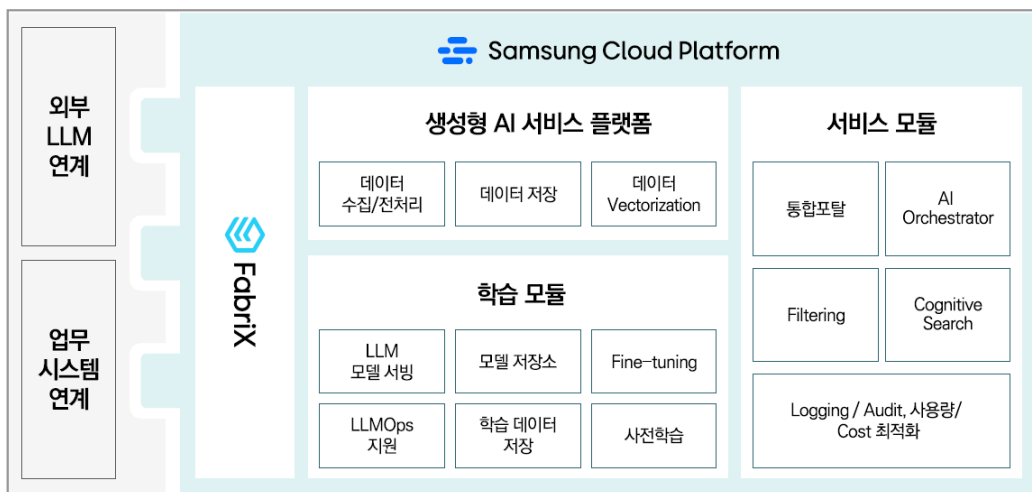 Samsung Cloud Platform
외부
LLM
연계
업무
시스템
연계
FabriX
생성형 AI 서비스 플랫폼
데이터
수집/전처리
데이터 저장
데이터
Vectorization
학습 모듈
LLM
모델 서빙
모델 저장소
Fine-tuning
LLMOps
지원
학습 데이터
저장
사전학습
서비스 모듈
통합포탈
AI
Orchestrator
Filtering
Cognitive
Search
Logging / Audit, 사용량/
Cost 최적화